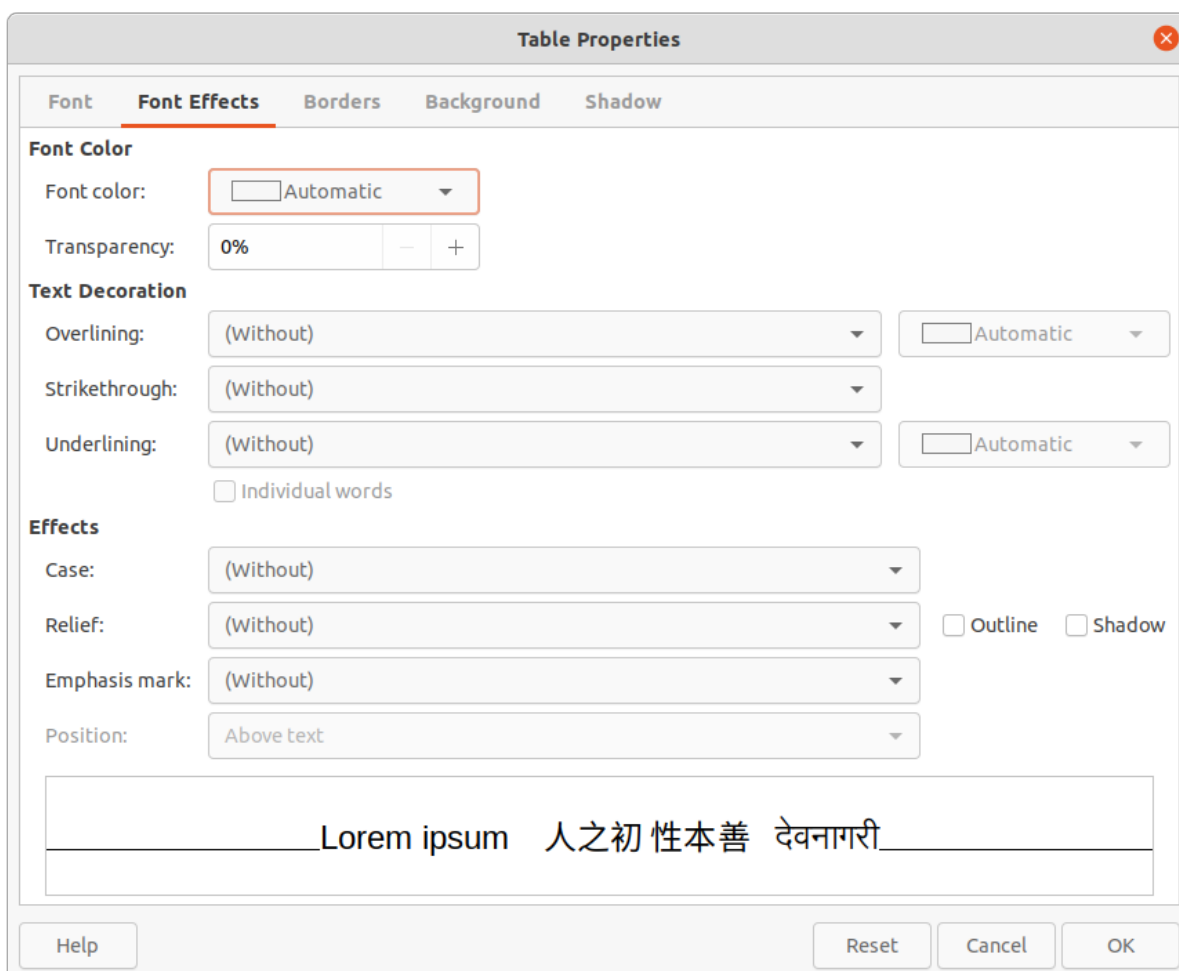 Table Properties
Font Font Effects Borders Background Shadow
Font Color
Font color: Automatic
Transparency: 0%
Text Decoration
Overlining: (Without) Automatic
Strikethrough: (Without)
Underlining: (Without) Automatic
Individual words
Effects
Case: (Without)
Relief: (Without) Outline Shadow
Emphasis mark: (Without)
Position: Above text
Lorem ipsum 人之初 性本善 देवनागरी
Help Reset Cancel OK